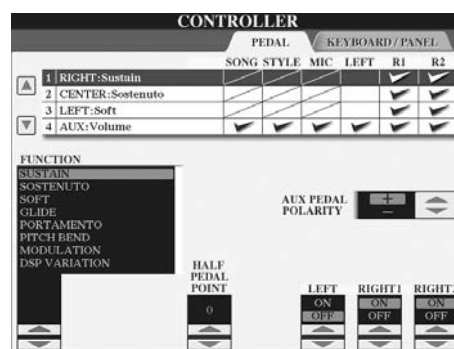 CONTROLLER
PEDAL KEYBOARD/PANEL
SONG STYLE MIC LEFT R1 R2
1 RIGHT:Sustain
2 CENTER:Sostenuto
3 LEFT:Soft
4 AUX:Volume
FUNCTION
SUSTAIN
SOSTENUTO
SOFT
GLIDE
PORTAMENTO
PITCH BEND
MODULATION
DSP VARIATION
AUX PEDAL
POLARITY
+
−
HALF
PEDAL
POINT
0
LEFT RIGHT1 RIGHT2
ON ON ON
OFF OFF OFF